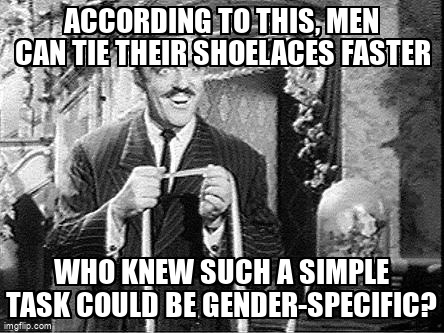 ACCORDING TO THIS, MEN
CAN TIE THEIR SHOELACES FASTER
WHO KNEW SUCH A SIMPLE
TASK COULD BE GENDER-SPECIFIC?
imgflip.com